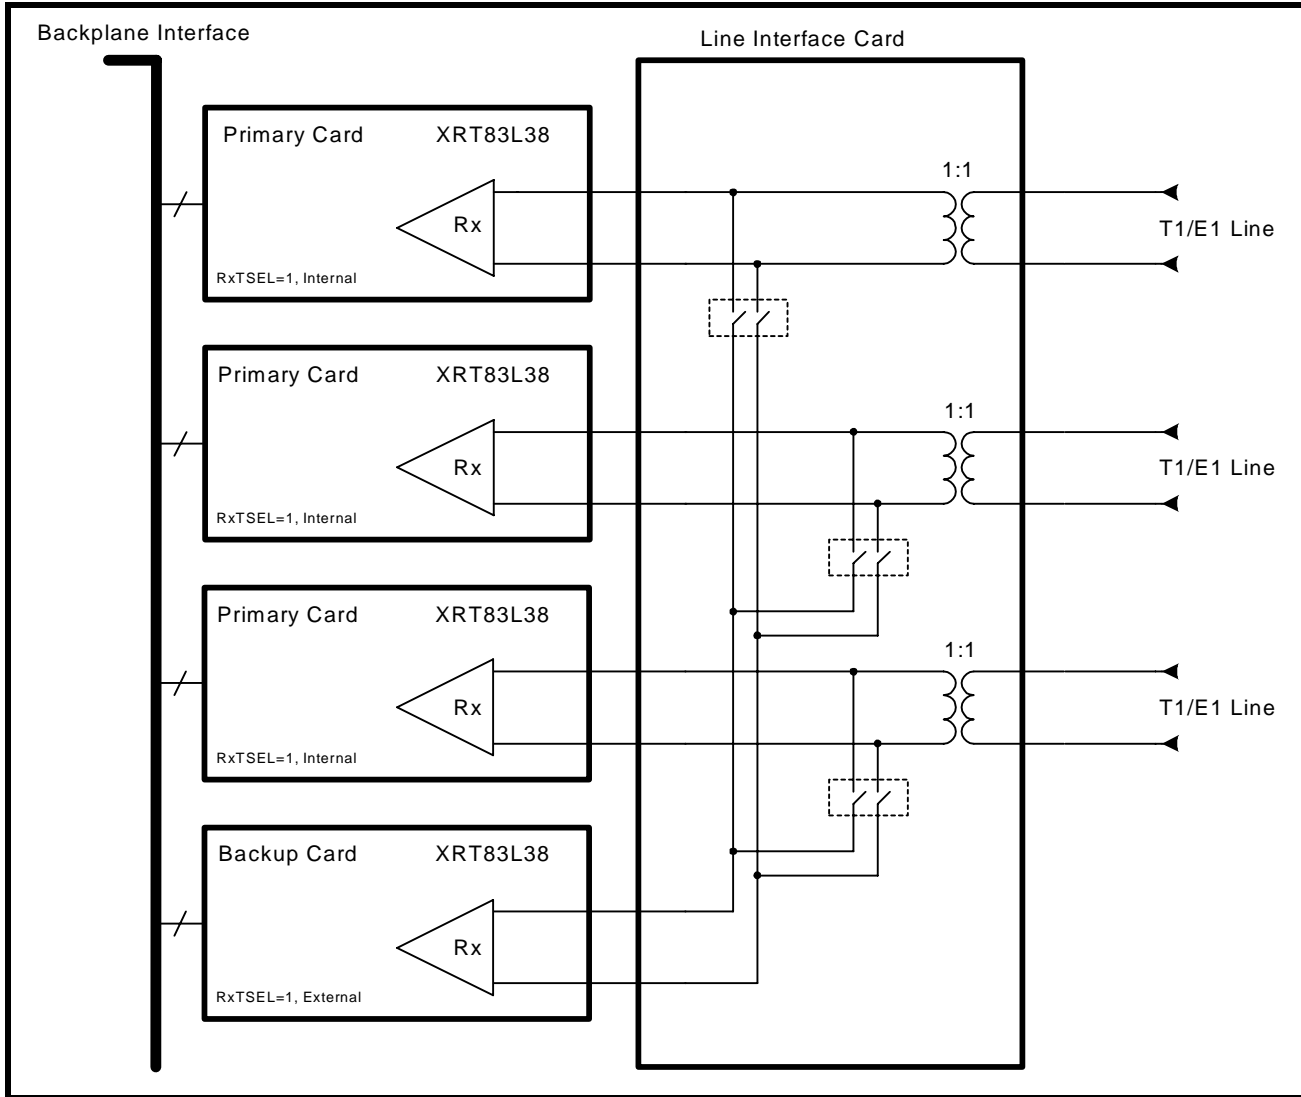 Backplane Interface
Line Interface Card
Primary Card XRT83L38
Rx
RxTSEL=1, Internal
1:1
T1/E1 Line
Primary Card XRT83L38
Rx
RxTSEL=1, Internal
1:1
T1/E1 Line
Primary Card XRT83L38
Rx
RxTSEL=1, Internal
1:1
T1/E1 Line
Backup Card XRT83L38
Rx
RxTSEL=1, External